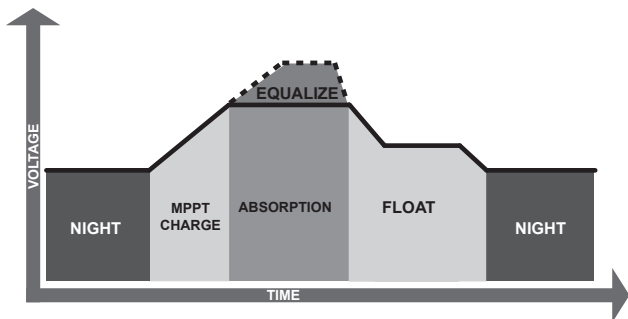 EQUALIZE
VOLTAGE
NIGHT
MPPT
CHARGE
ABSORPTION
FLOAT
NIGHT
TIME